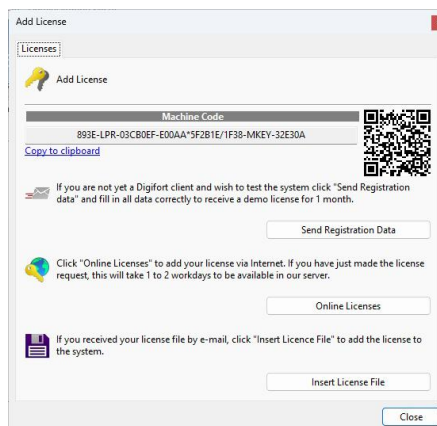 Add License
Licenses
Add License
Machine Code
893E-LPR-03CB0EF-E00AA*5F2B1E/1F38-MKEY-32E30A
Copy to clipboard
If you are not yet a Digifort client and wish to test the system click "Send Registration
data" and fill in all data correctly to receive a demo license for 1 month.
Send Registration Data
Click "Online Licenses" to add your license via Internet. If you have just made the license
request, this will take 1 to 2 workdays to be available in our server.
Online Licenses
If you received your license file by e-mail, click "Insert Licence File" to add the license to
the system.
Insert License File
Close